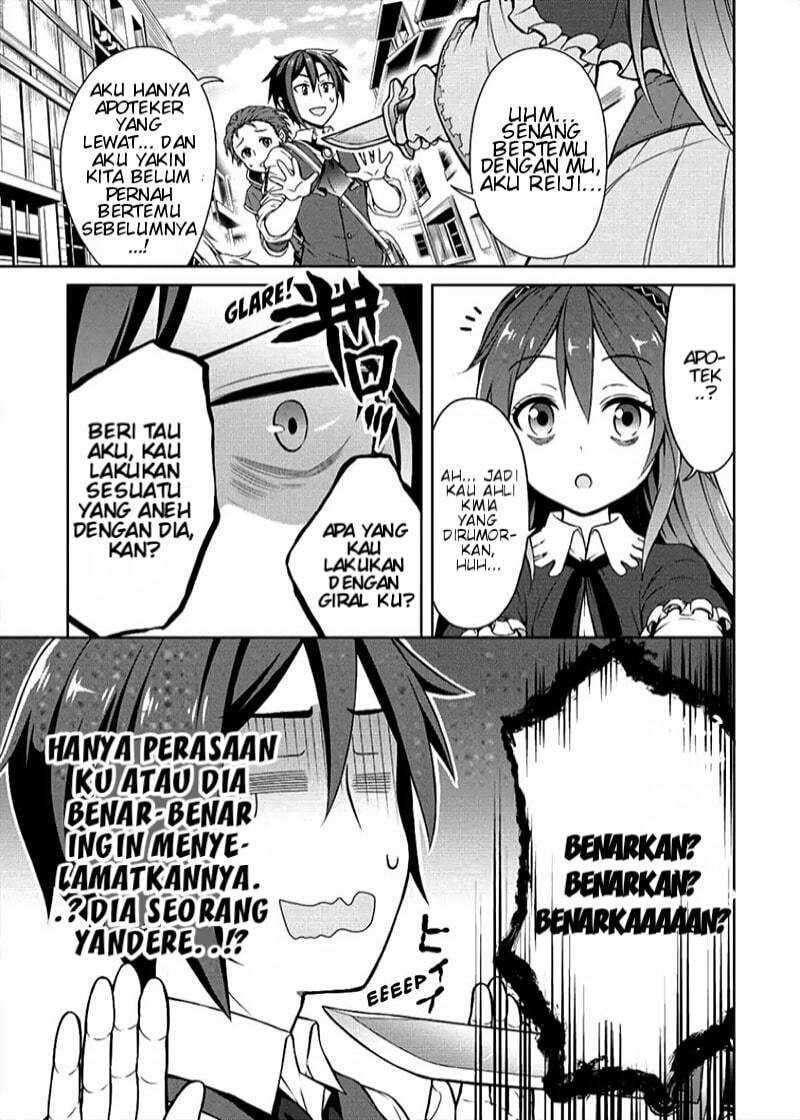 UHM...
SENANG
BERTEMU
DENGAN MU,
AKU REIJI...
AKU HANYA
APOTEKER
YANG
LEWAT... DAN
AKU YAKIN
KITA BELUM
PERNAH
BERTEMU
SEBELUMNYA
...!
APO-
TEK
..?
AH... JADI
KAU AHLI
KMIA
YANG
DIRUMOR-
KAN,
HUH...
GLARE!
APA YANG
KAU
LAKUKAN
DENGAN
GIRAL KU?
BERI TAU
AKU, KAU
LAKUKAN
SESUATU
YANG ANEH
DENGAN DIA,
KAN?
BENARKAN?
BENARKAN?
BENARKAAAAAN?
HANYA PERASAAN
KU ATAU DIA
BENAR-BENAR
INGIN MENYE-
LAMATKANNYA.
.? DIA SEORANG
YANDERE. ..!?
EEEEP